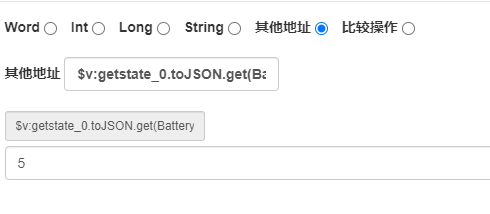 Word Int Long String 其他地址 比较操作
其他地址 $v:getstate_0.toJSON.get(Ba
$v:getstate_0.toJSON.get(Battery
5